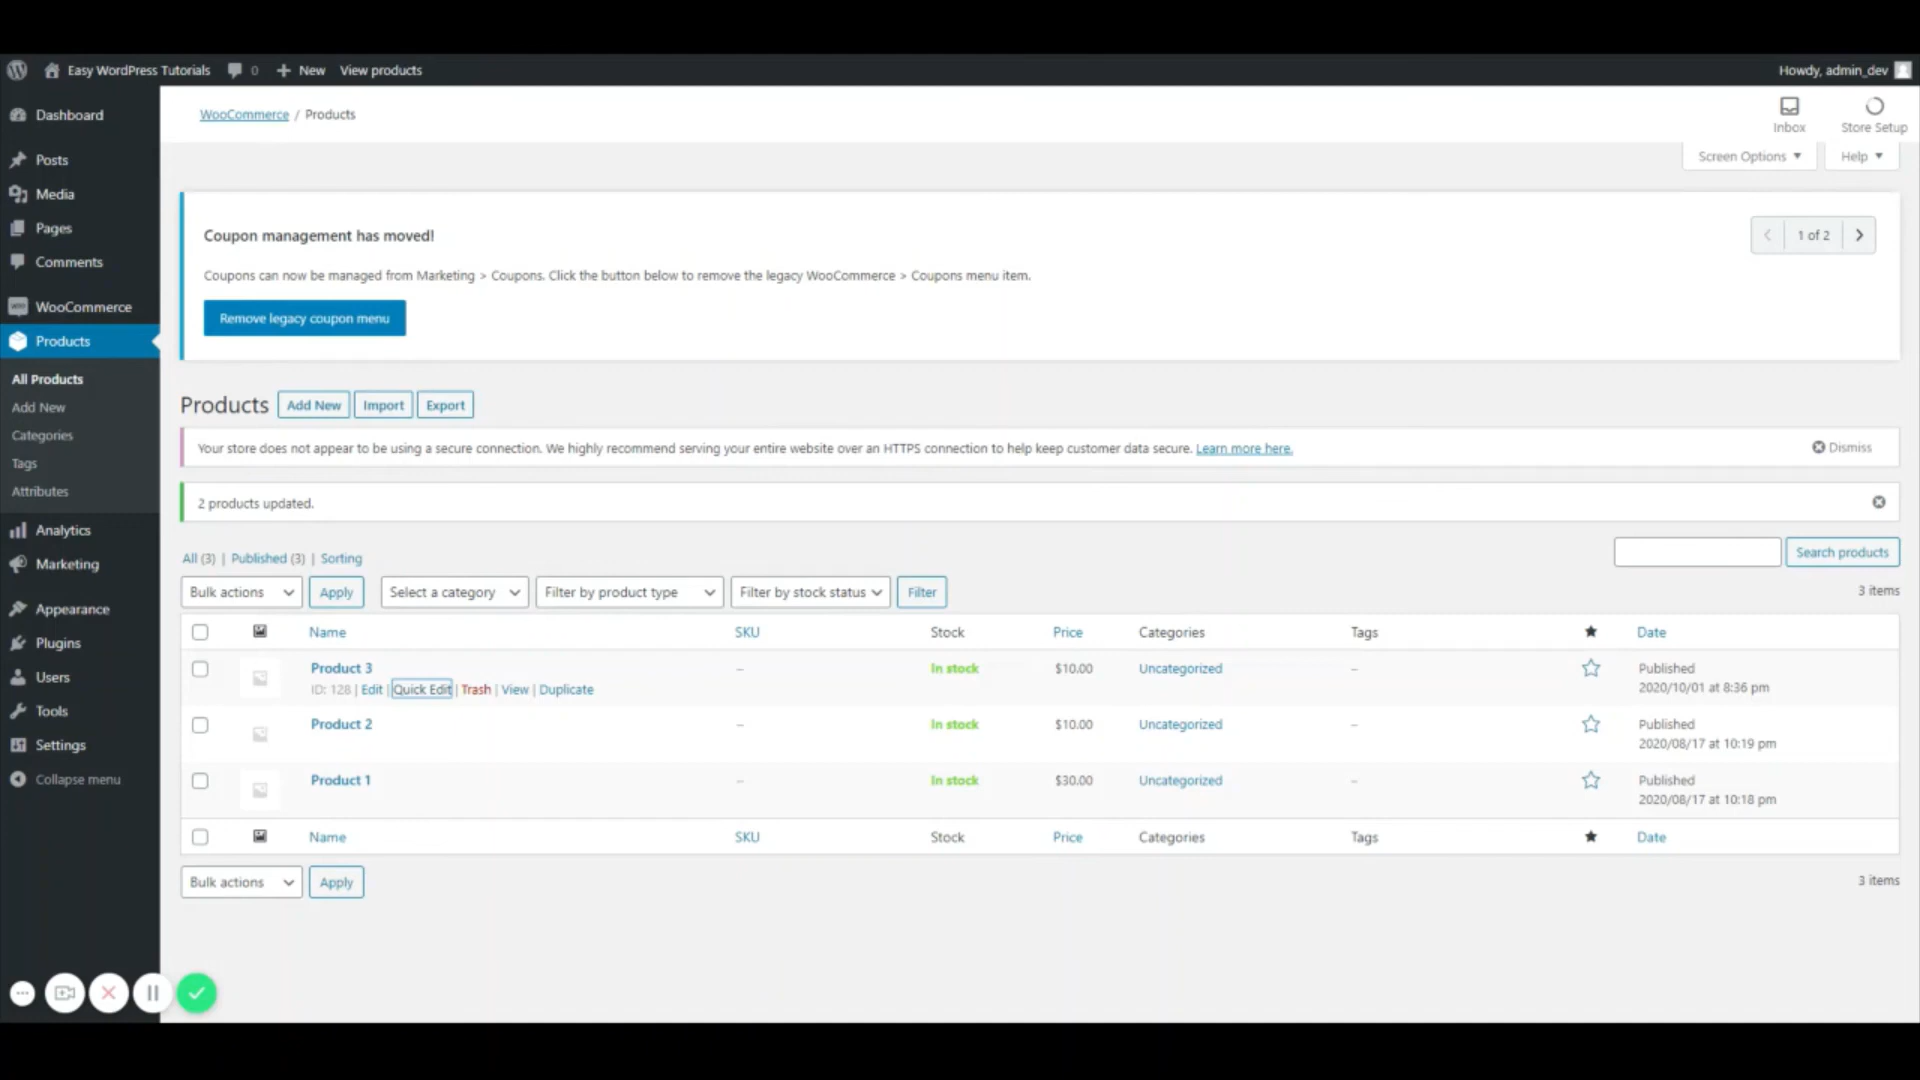 Easy WordPress Tutorials 0 New View products Howdy, admin_dev
Dashboard
Posts
Media
Pages
Comments
WooCommerce
Products
All Products
Add New
Categories
Tags
Attributes
Analytics
Marketing
Appearance
Plugins
Users
Tools
Settings
Collapse menu
WooCommerce / Products
Inbox
Store Setup
Screen Options ▼
Help ▼
Coupon management has moved!
1 of 2
Coupons can now be managed from Marketing > Coupons. Click the button below to remove the legacy WooCommerce > Coupons menu item.
Remove legacy coupon menu
Products Add New Import Export
Your store does not appear to be using a secure connection. We highly recommend serving your entire website over an HTTPS connection to help keep customer data secure. Learn more here. Dismiss
2 products updated.
All (3) | Published (3) | Sorting
Search products
Bulk actions Apply Select a category Filter by product type Filter by stock status Filter
3 items
Name SKU Stock Price Categories Tags ★ Date
Product 3 – In stock $10.00 Uncategorized – Published
ID: 128 | Edit | Quick Edit | Trash | View | Duplicate 2020/10/01 at 8:36 pm
Product 2 – In stock $10.00 Uncategorized – Published
2020/08/17 at 10:19 pm
Product 1 – In stock $30.00 Uncategorized – Published
2020/08/17 at 10:18 pm
Name SKU Stock Price Categories Tags ★ Date
Bulk actions Apply
3 items